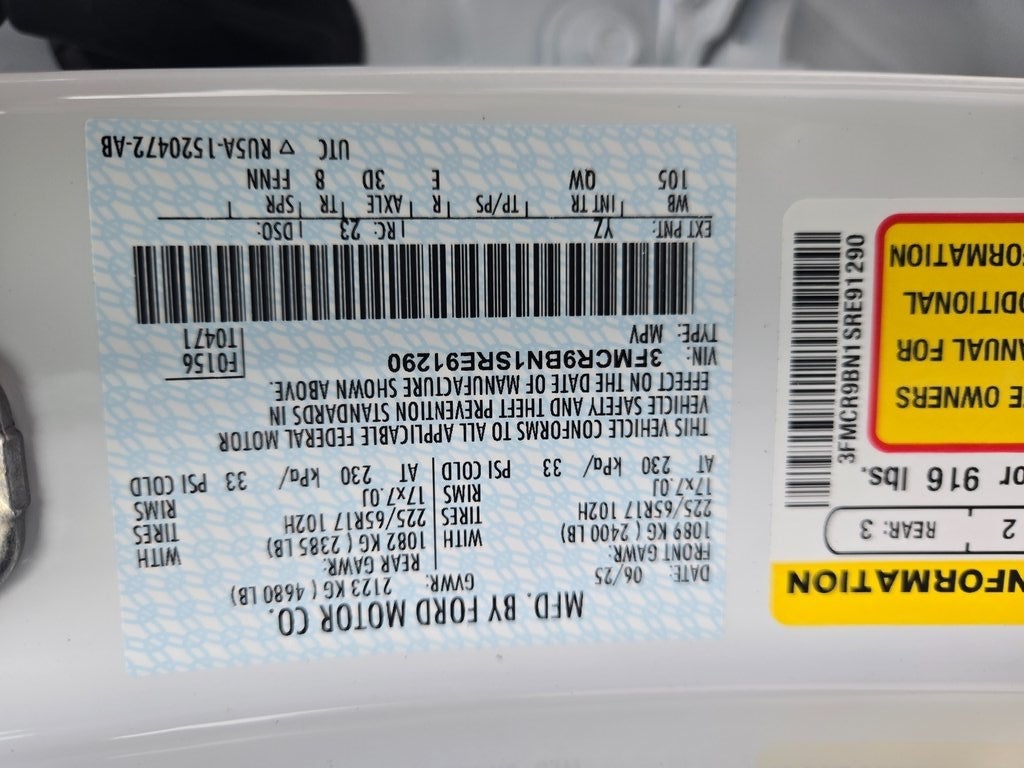 MFD. BY FORD MOTOR CO.
DATE: 06/25 GVWR: 2123 KG ( 4680 LB)
FRONT GAWR: REAR GAWR:
1089 KG ( 2400 LB) WITH 1082 KG ( 2385 LB) WITH
225/65R17 102H TIRES 225/65R17 102H TIRES
17x7.0J RIMS 17x7.0J RIMS
AT 230 kPa/ 33 PSI COLD AT 230 kPa/ 33 PSI COLD
THIS VEHICLE CONFORMS TO ALL APPLICABLE FEDERAL MOTOR
VEHICLE SAFETY AND THEFT PREVENTION STANDARDS IN
EFFECT ON THE DATE OF MANUFACTURE SHOWN ABOVE.
VIN: 3FMCR9BN1SRE91290 F0156
TYPE: MPV T0471
EXT PNT: YZ RC: 23 DSO:
WB INT TR TP/PS R AXLE TR SPR
105 QW E 3D 8 FFNN
UTC ▽ RU5A-1520472-AB
NFORMATION
2 REAR: 3
or 916 lbs.
E OWNERS
ANUAL FOR
DDITIONAL
ORMATION
3FMCR9BN1SRE91290